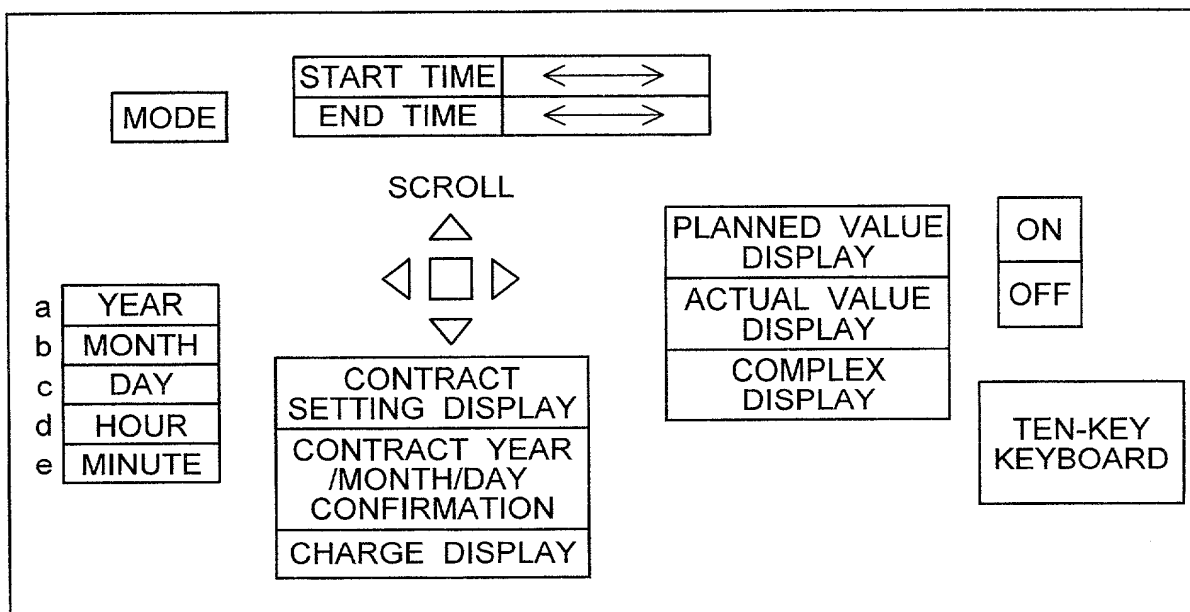 MODE
START TIME
END TIME
SCROLL
a YEAR
b MONTH
c DAY
d HOUR
e MINUTE
CONTRACT
SETTING DISPLAY
CONTRACT YEAR
/MONTH/DAY
CONFIRMATION
CHARGE DISPLAY
PLANNED VALUE
DISPLAY
ACTUAL VALUE
DISPLAY
COMPLEX
DISPLAY
ON
OFF
TEN-KEY
KEYBOARD